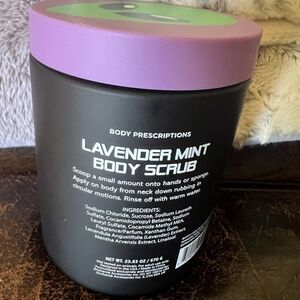 BODY PRESCRIPTIONS
LAVENDER MINT
BODY SCRUB
Scoop a small amount onto hands or sponge.
Apply on body from neck down rubbing in
circular motions. Rinse off with warm water.
INGREDIENTS:
Sodium Chloride, Sucrose, Sodium Laureth
Sulfate, Cocamidopropyl Betaine, Sodium
Lauryl Sulfate, Cocamide Methyl MEA,
Fragrance/Parfum, Xanthan Gum,
Lavandula Angustifolia (Lavender) Extract,
Mentha Arvensis Extract, Linalool.
NET WT. 23.63 OZ / 670 G